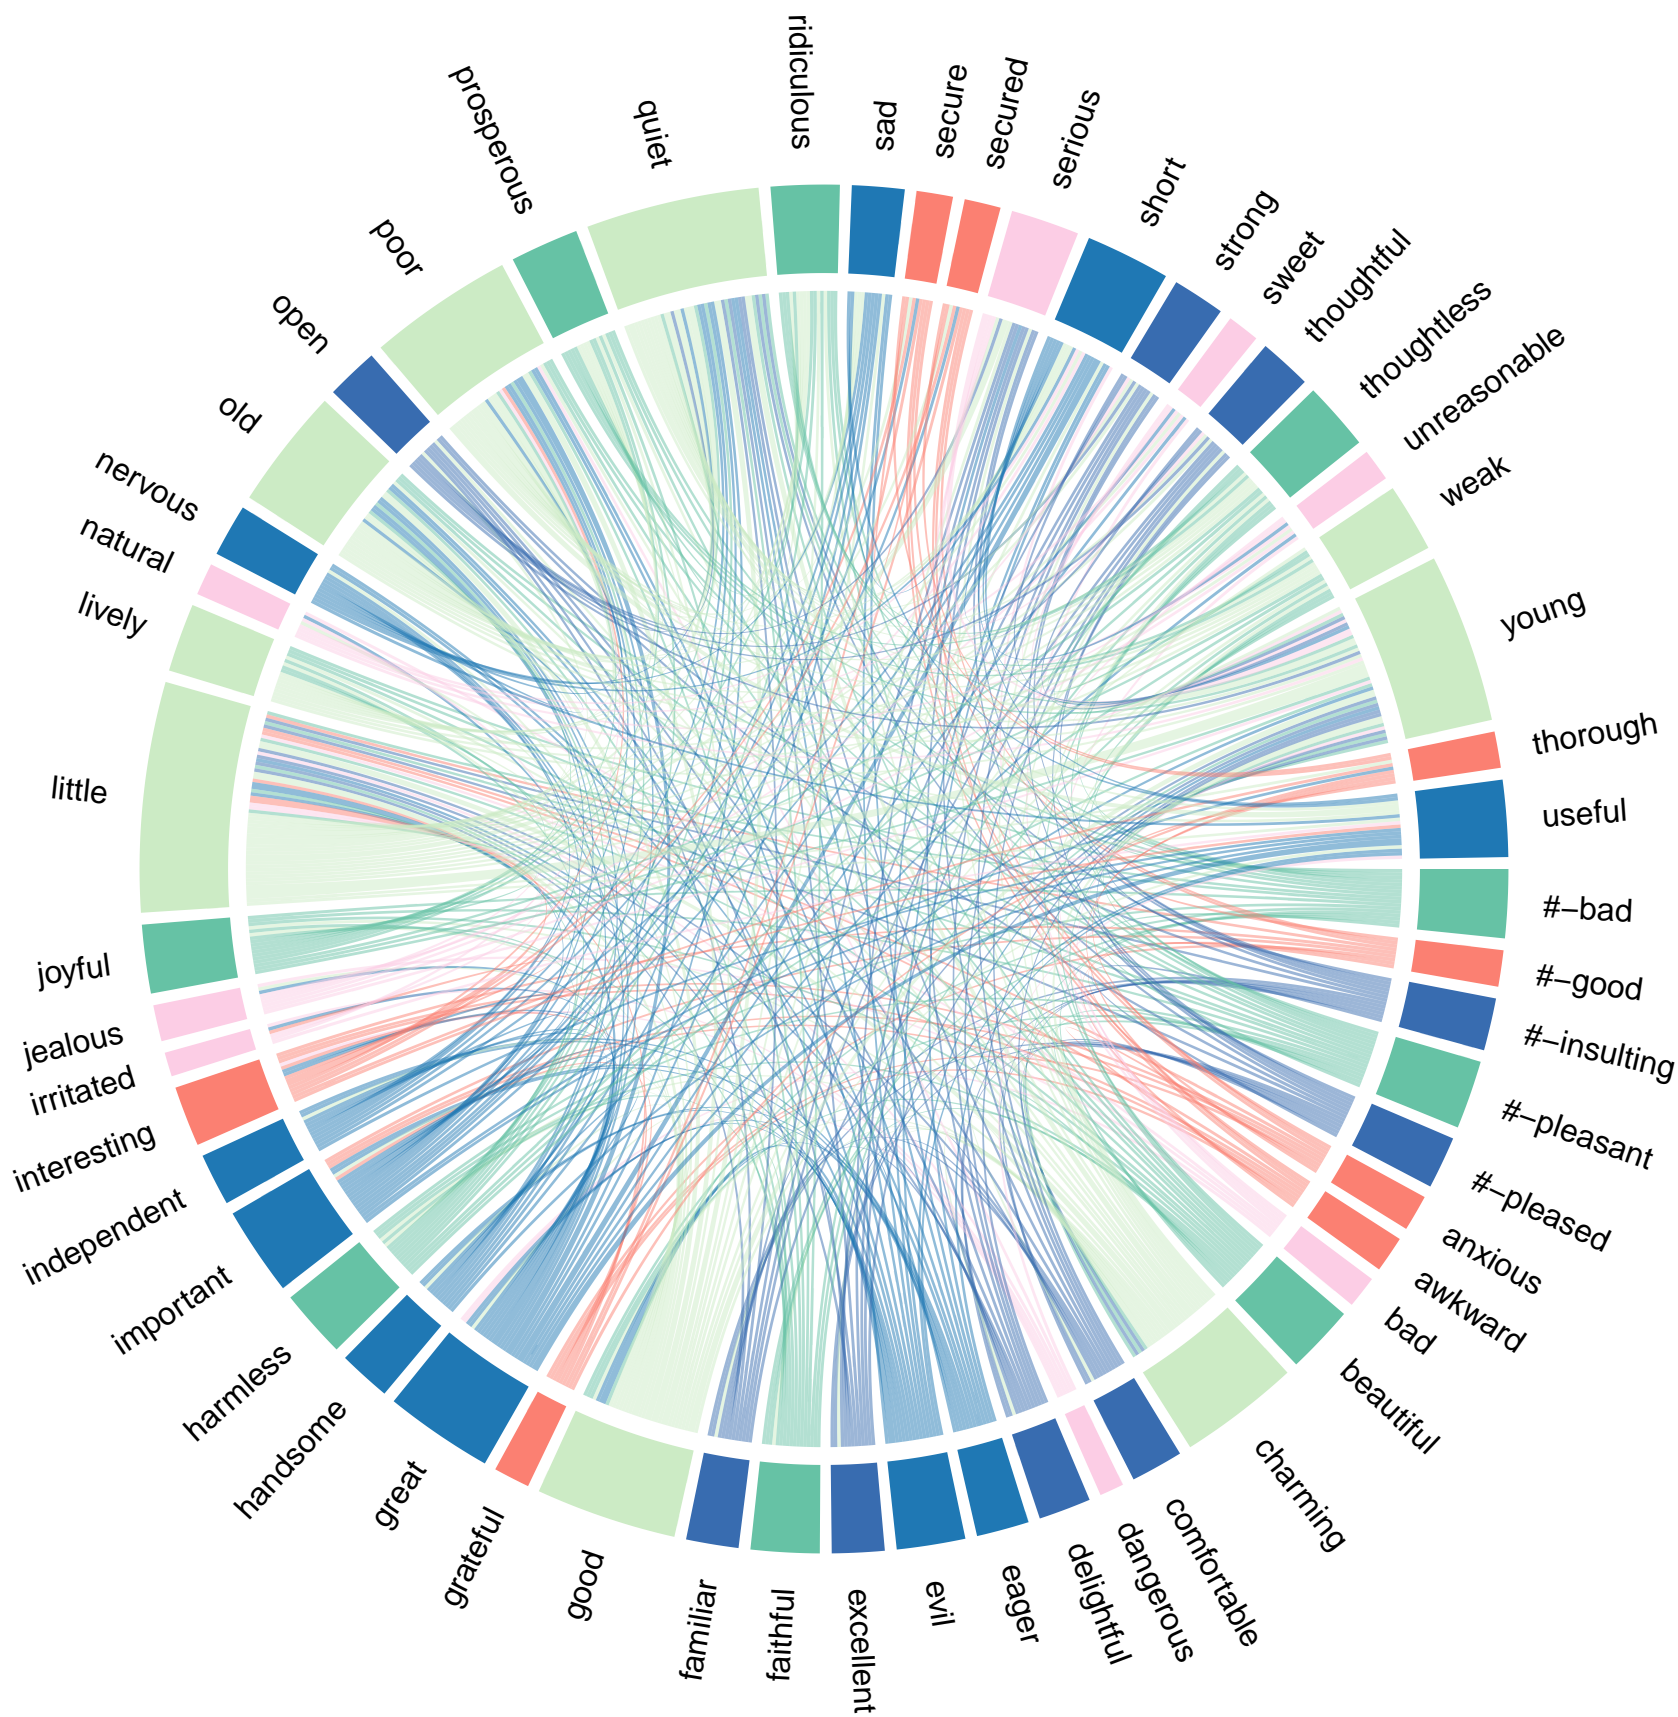 ridiculous
sad
secure
secured
serious
short
strong
sweet
thoughtful
thoughtless
unreasonable
weak
young
thorough
useful
#–bad
#–good
#–insulting
#–pleasant
#–pleased
anxious
awkward
bad
beautiful
charming
comfortable
dangerous
delightful
eager
evil
excellent
faithful
familiar
good
grateful
great
handsome
harmless
important
independent
interesting
irritated
jealous
joyful
little
lively
natural
nervous
old
open
poor
prosperous
quiet